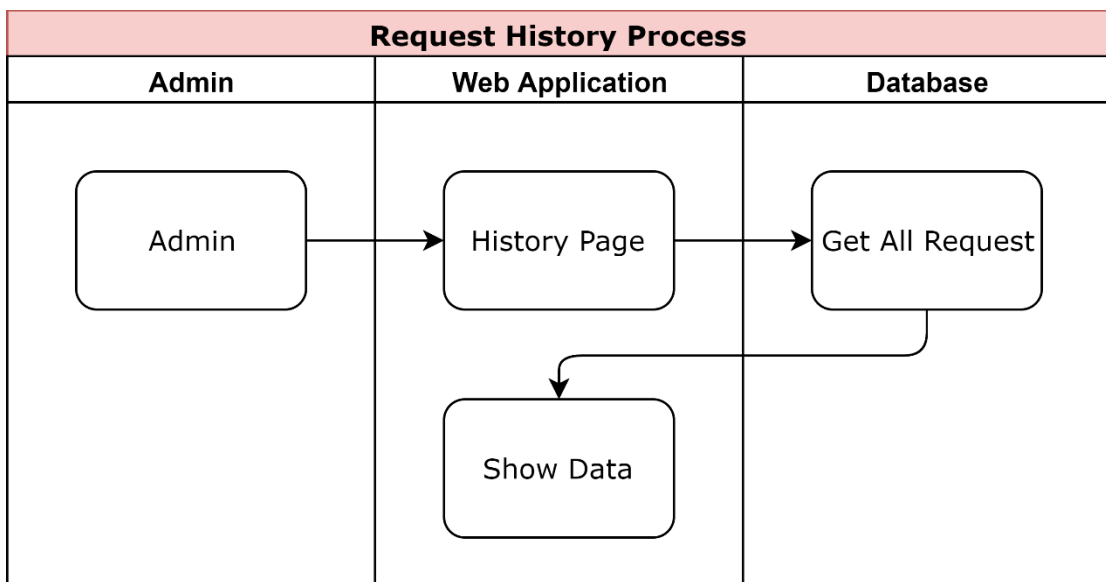 Request History Process
Admin
Web Application
Database
Admin
History Page
Get All Request
Show Data